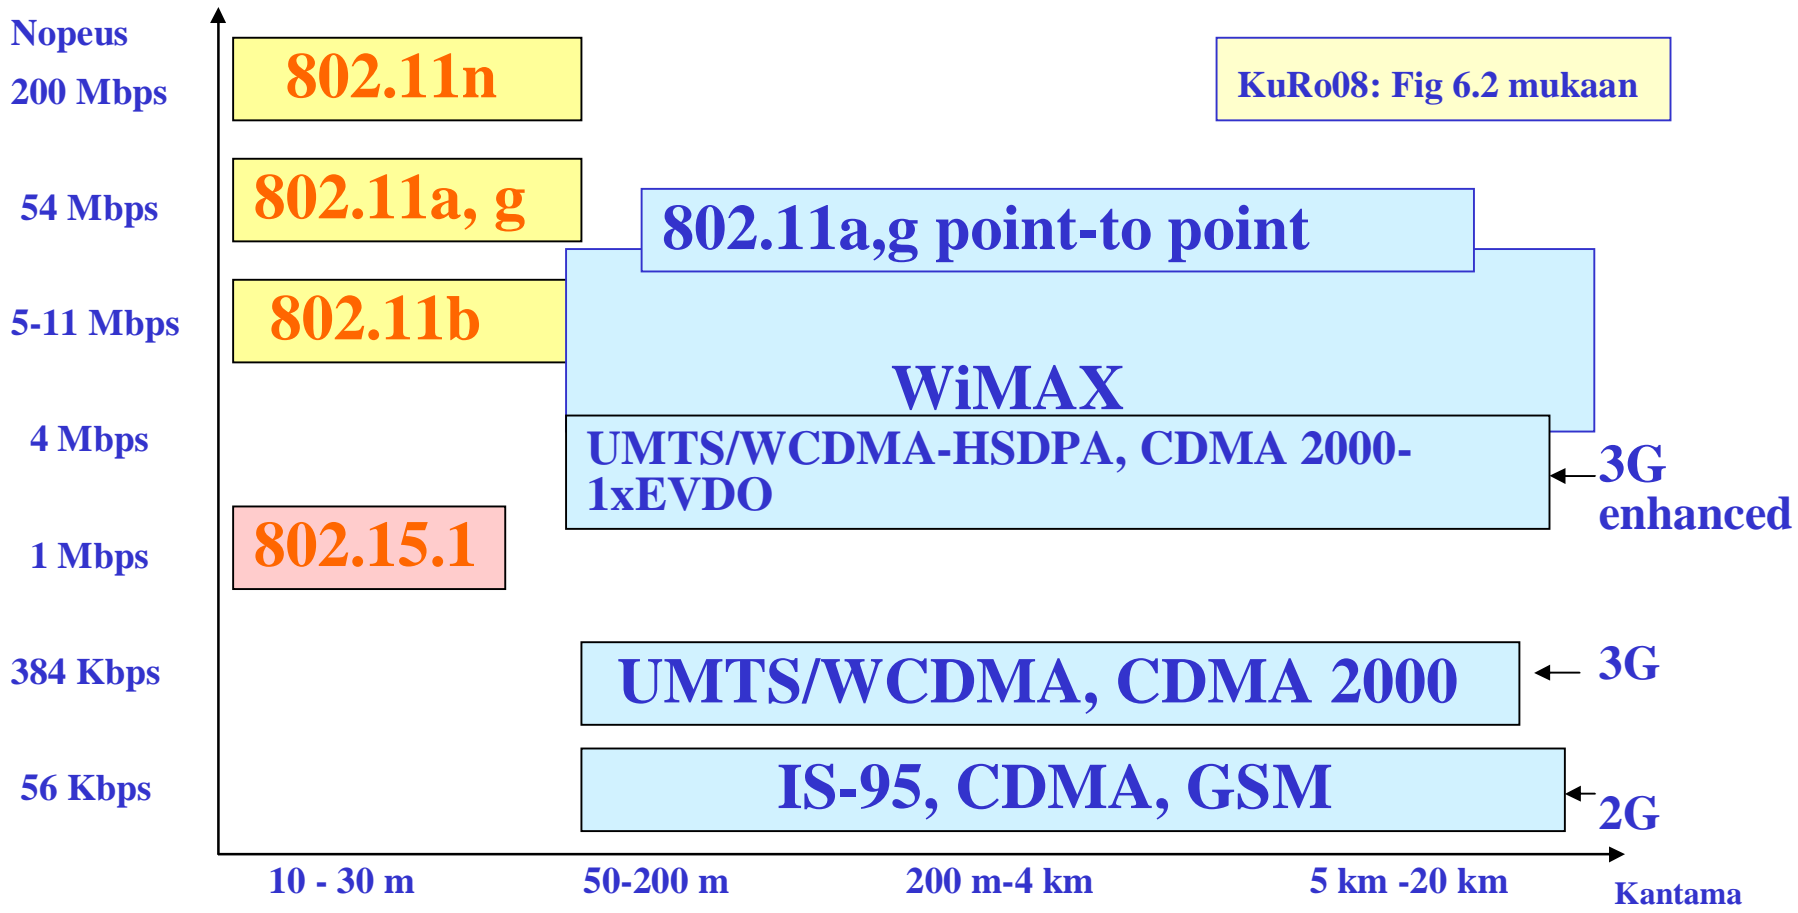 Nopeus
200 Mbps
802.11n
KuRo08: Fig 6.2 mukaan
54 Mbps
802.11a, g
802.11a,g point-to point
5-11 Mbps
802.11b
WiMAX
4 Mbps
UMTS/WCDMA-HSDPA, CDMA 2000-
1xEVDO
3G
enhanced
1 Mbps
802.15.1
384 Kbps
UMTS/WCDMA, CDMA 2000
3G
56 Kbps
IS-95, CDMA, GSM
2G
10 - 30 m
50-200 m
200 m-4 km
5 km -20 km
Kantama